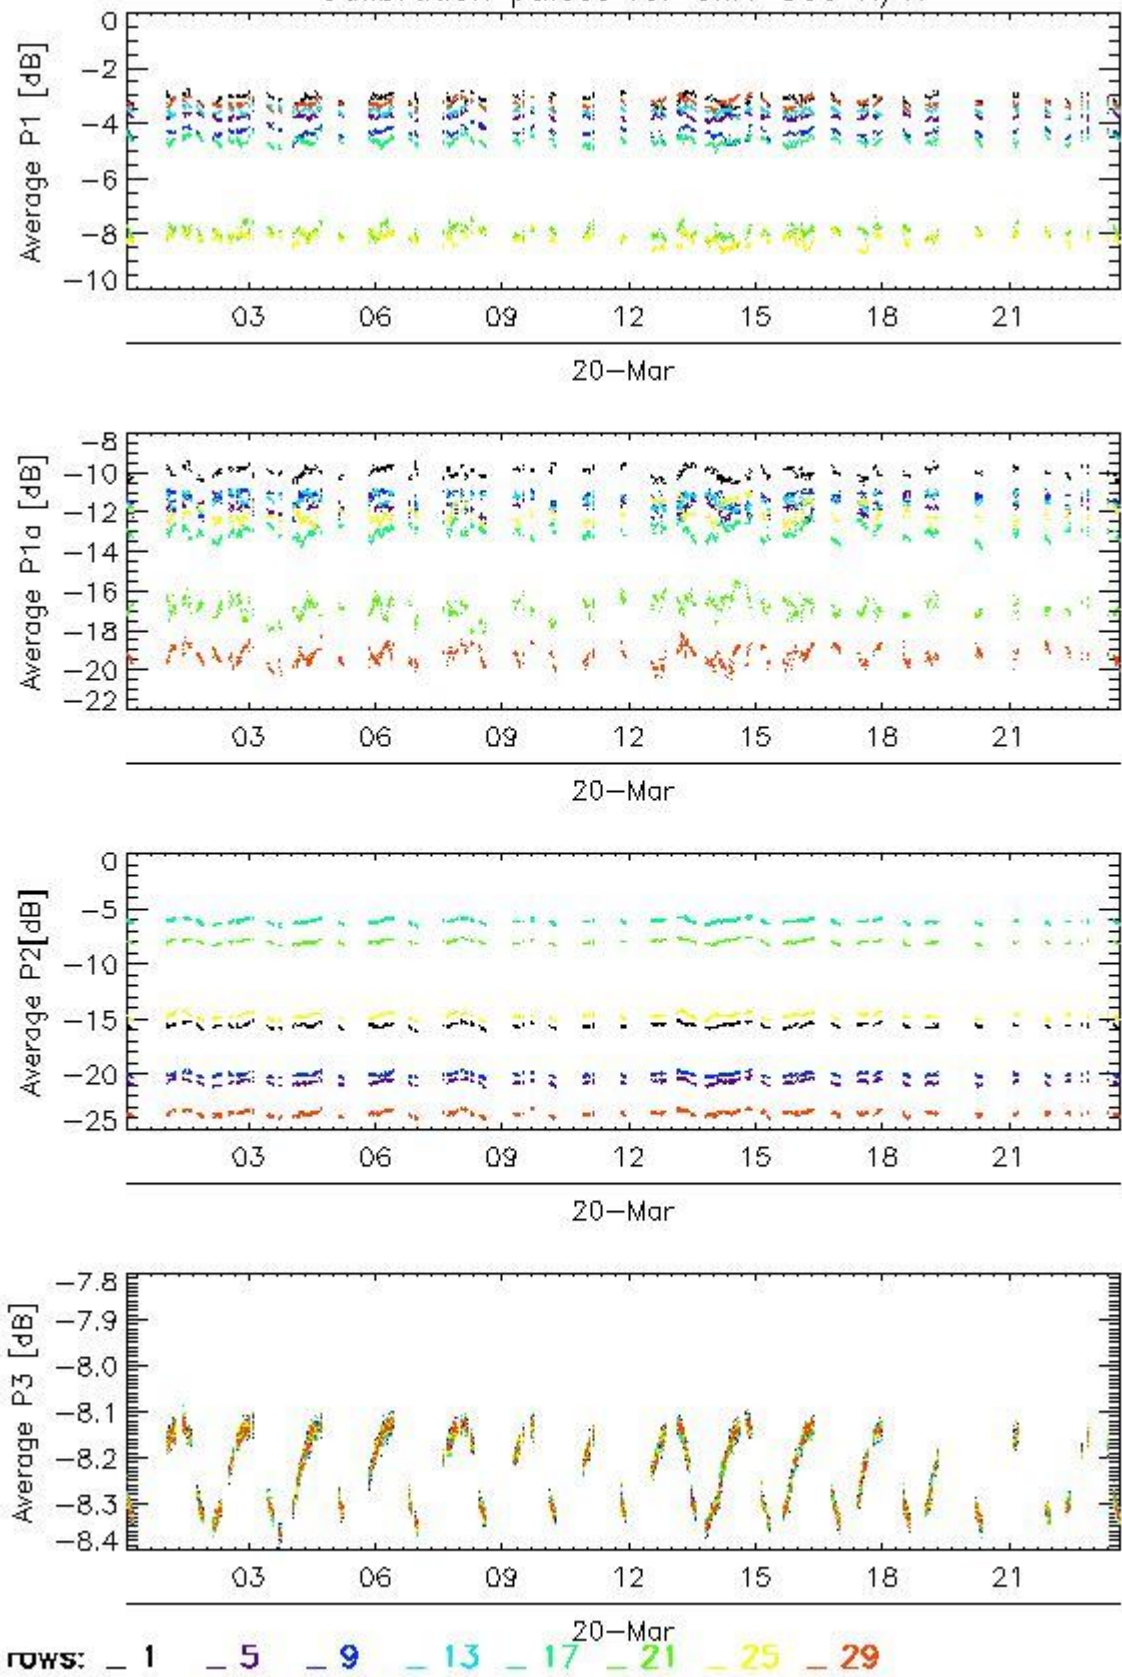 0
−2
−4
−6
−8
−10
Average P1 [dB]
03 06 09 12 15 18 21
20−Mar
−8
−10
−12
−14
−16
−18
−20
−22
Average P1a [dB]
03 06 09 12 15 18 21
20−Mar
0
−5
−10
−15
−20
−25
Average P2[dB]
03 06 09 12 15 18 21
20−Mar
−7.8
−7.9
−8.0
−8.1
−8.2
−8.3
−8.4
Average P3 [dB]
03 06 09 12 15 18 21
20−Mar
rows: _ 1 _ 5 _ 9 _ 13 _ 17 _ 21 _ 25 _ 29